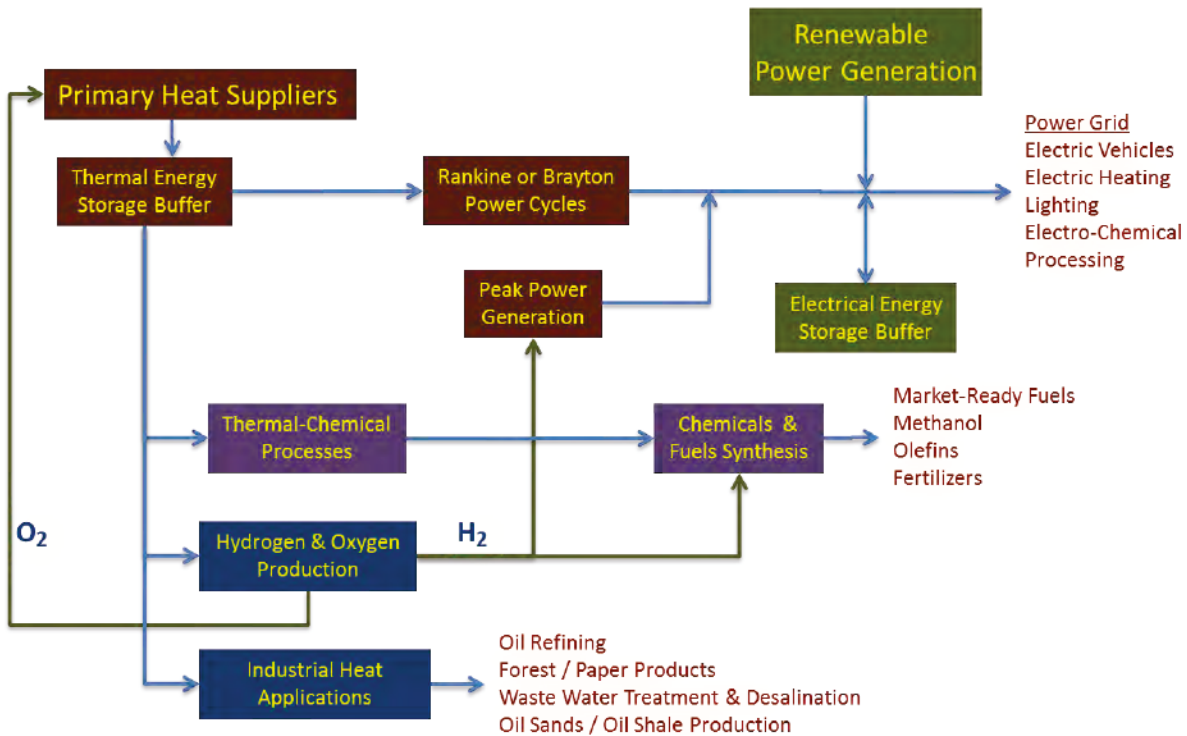 Renewable
Power Generation
Primary Heat Suppliers
Power Grid
Electric Vehicles
Electric Heating
Lighting
Electro-Chemical
Processing
Thermal Energy
Storage Buffer
Rankine or Brayton
Power Cycles
Peak Power
Generation
Electrical Energy
Storage Buffer
Thermal-Chemical
Processes
Chemicals &
Fuels Synthesis
Market-Ready Fuels
Methanol
Olefins
Fertilizers
O2
Hydrogen & Oxygen
Production
H2
Industrial Heat
Applications
Oil Refining
Forest / Paper Products
Waste Water Treatment & Desalination
Oil Sands / Oil Shale Production